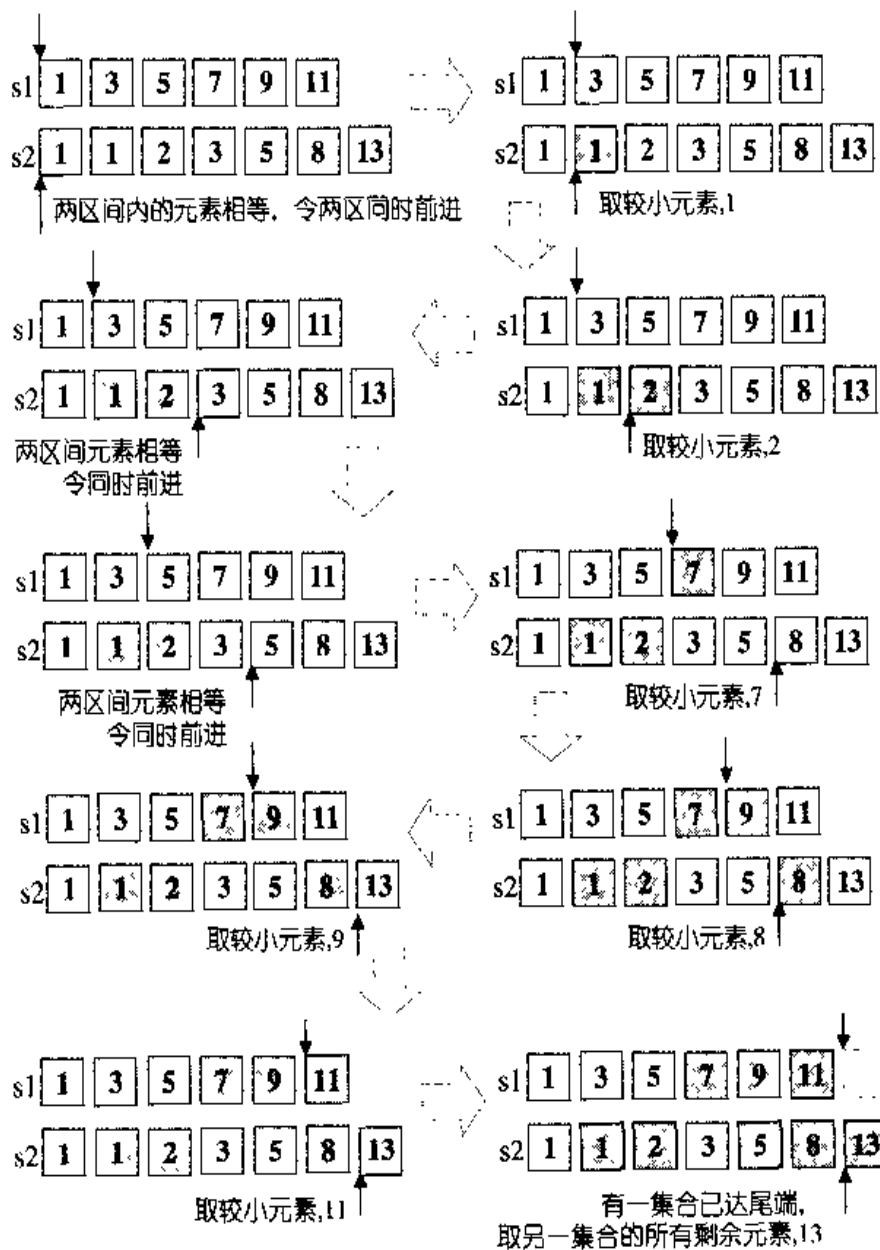 s1 1 3 5 7 9 11
s2 1 1 2 3 5 8 13
两区间内的元素相等，令两区同时前进
s1 1 3 5 7 9 11
s2 1 1 2 3 5 8 13
取较小元素,1
s1 1 3 5 7 9 11
s2 1 1 2 3 5 8 13
取较小元素,2
s1 1 3 5 7 9 11
s2 1 1 2 3 5 8 13
两区间元素相等
令同时前进
s1 1 3 5 7 9 11
s2 1 1 2 3 5 8 13
两区间元素相等
令同时前进
s1 1 3 5 7 9 11
s2 1 1 2 3 5 8 13
取较小元素,7
s1 1 3 5 7 9 11
s2 1 1 2 3 5 8 13
取较小元素,8
s1 1 3 5 7 9 11
s2 1 1 2 3 5 8 13
取较小元素,9
s1 1 3 5 7 9 11
s2 1 1 2 3 5 8 13
取较小元素,11
s1 1 3 5 7 9 11
s2 1 1 2 3 5 8 13
有一集合已达尾端，
取另一集合的所有剩余元素,13